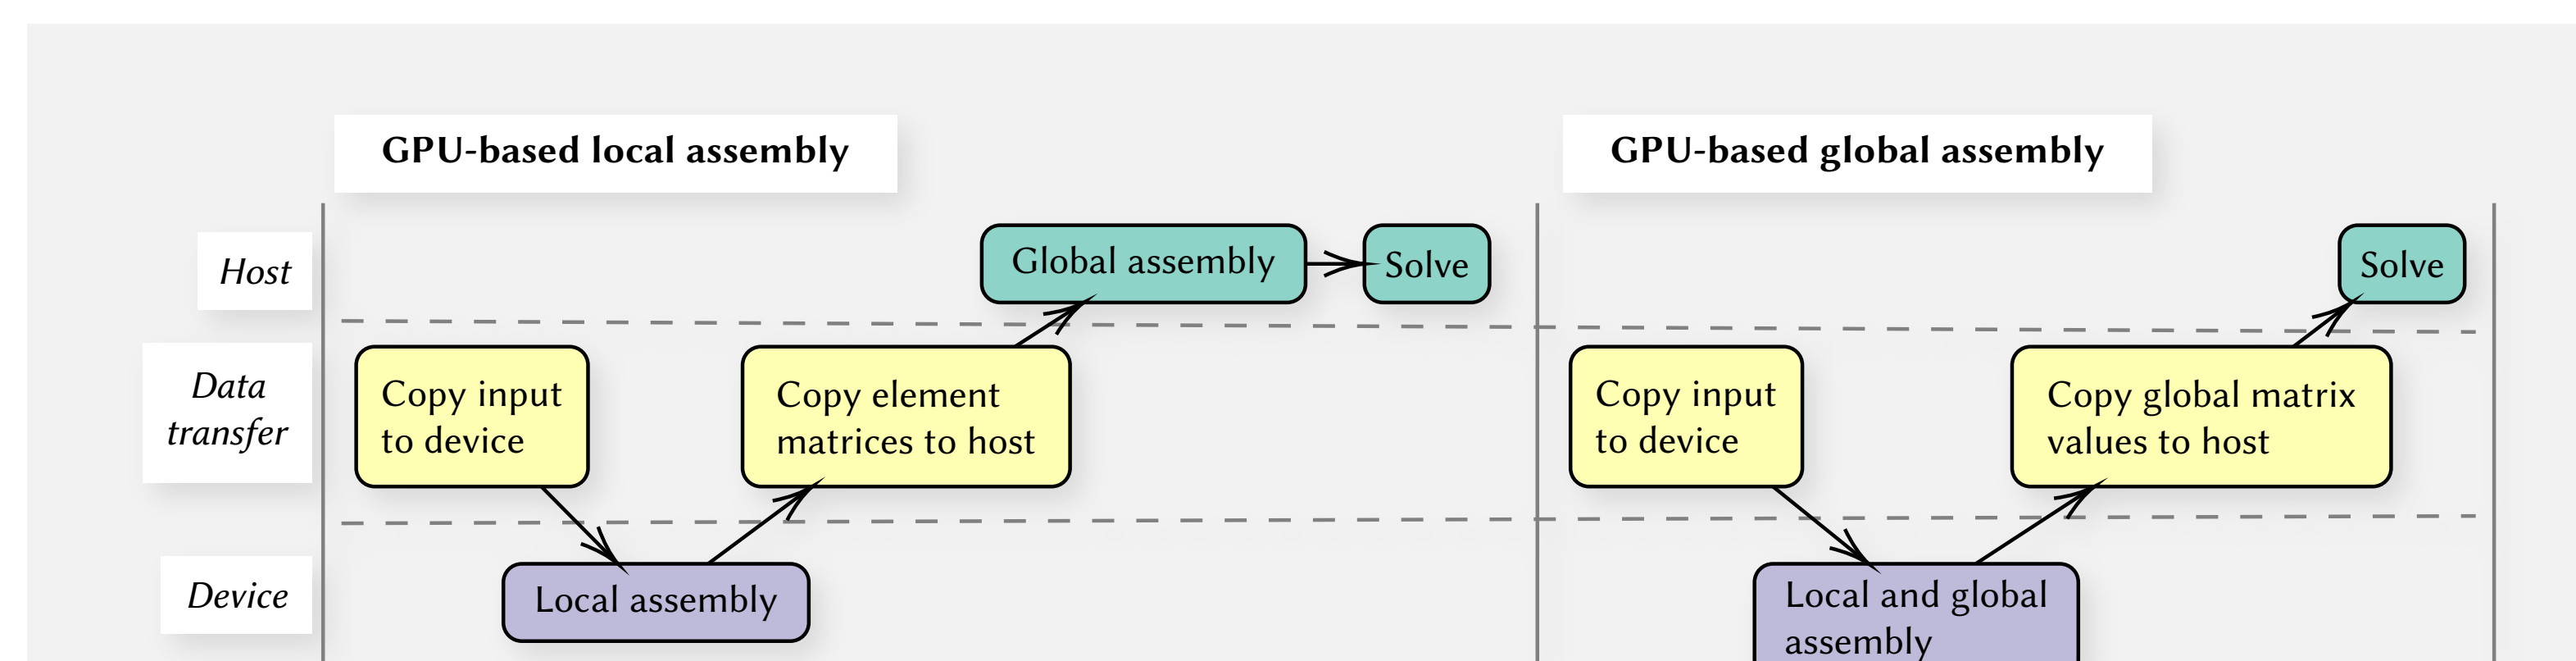 GPU-based local assembly
GPU-based global assembly
Host
Global assembly
Solve
Solve
Data
transfer
Copy input
to device
Copy element
matrices to host
Copy input
to device
Copy global matrix
values to host
Device
Local assembly
Local and global
assembly